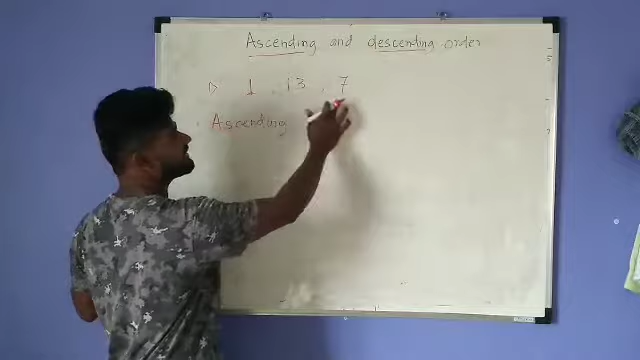 Ascending and descending order
1) 1 , 13 , 7
Ascending